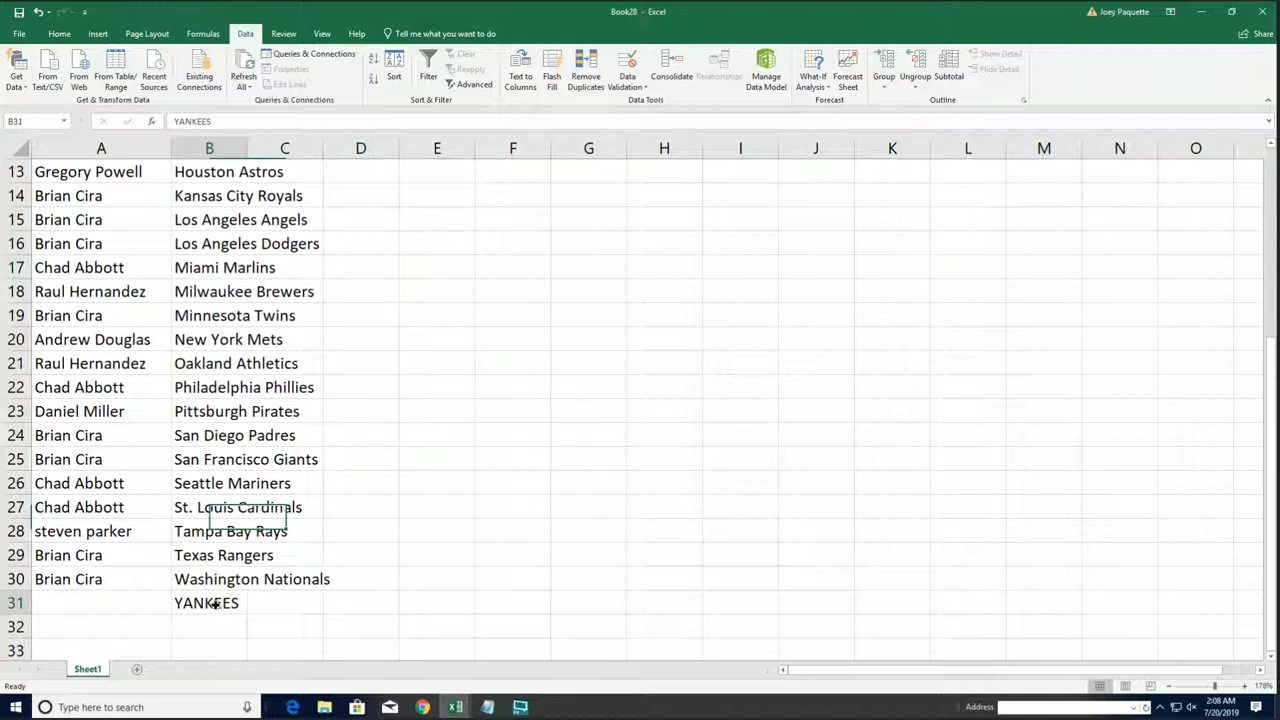 Book28 - Excel
Joey Paquette
File Home Insert Page Layout Formulas Data Review View Help Tell me what you want to do Share
Get Data From Text/CSV From Web From Table/ Range Recent Sources Existing Connections
Get & Transform Data
Refresh All Queries & Connections Properties Edit Links
Queries & Connections
Sort Filter Clear Reapply Advanced
Sort & Filter
Text to Columns Flash Fill Remove Duplicates Data Validation Consolidate Relationships Manage Data Model
Data Tools
What-If Analysis Forecast Sheet
Forecast
Group Ungroup Subtotal Show Detail Hide Detail
Outline
B31 fx YANKEES
A B C D E F G H I J K L M N O
13 Gregory Powell Houston Astros
14 Brian Cira Kansas City Royals
15 Brian Cira Los Angeles Angels
16 Brian Cira Los Angeles Dodgers
17 Chad Abbott Miami Marlins
18 Raul Hernandez Milwaukee Brewers
19 Brian Cira Minnesota Twins
20 Andrew Douglas New York Mets
21 Raul Hernandez Oakland Athletics
22 Chad Abbott Philadelphia Phillies
23 Daniel Miller Pittsburgh Pirates
24 Brian Cira San Diego Padres
25 Brian Cira San Francisco Giants
26 Chad Abbott Seattle Mariners
27 Chad Abbott St. Louis Cardinals
28 steven parker Tampa Bay Rays
29 Brian Cira Texas Rangers
30 Brian Cira Washington Nationals
31 YANKEES
32
33
Sheet1
Ready 178%
Type here to search Address 2:08 AM
7/20/2019